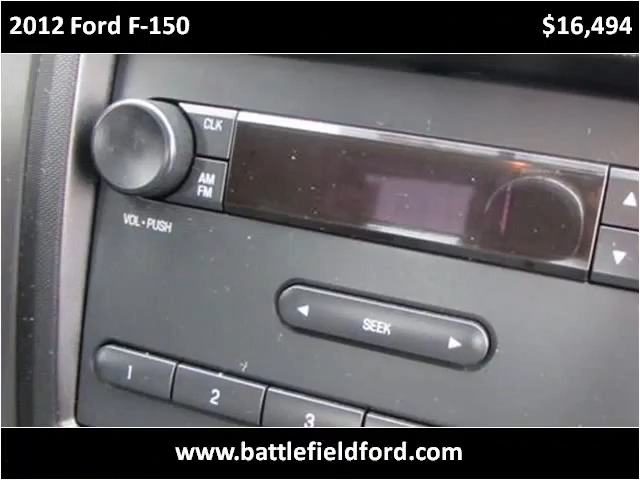 2012 Ford F-150 $16,494
CLK
AM
FM
VOL • PUSH
SEEK
1 2 3
www.battlefieldford.com